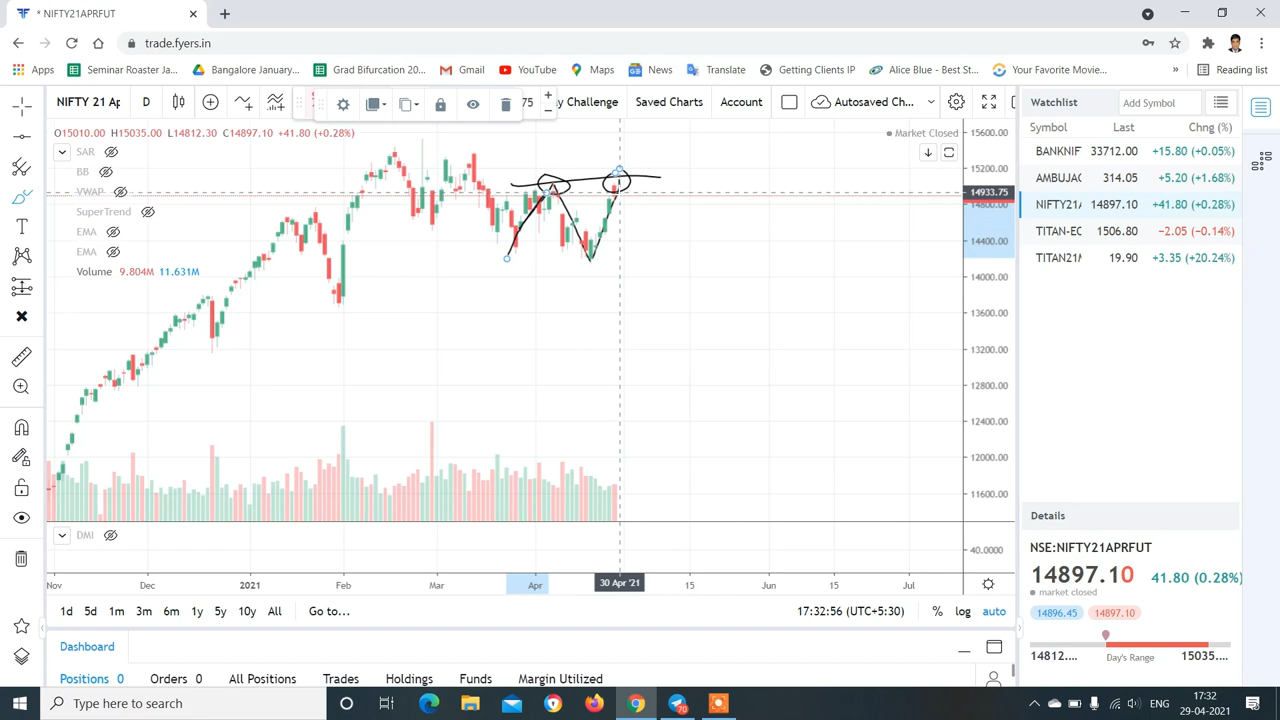 * NIFTY21APRFUT
trade.fyers.in
Apps
Seminar Roaster Ja...
Bangalore January...
Grad Bifurcation 20...
Gmail
YouTube
Maps
News
Translate
Getting Clients IP
Alice Blue - Best St...
Your Favorite Movie...
»
Reading list
NIFTY 21 Ap
D
75
y Challenge
Saved Charts
Account
Autosaved Ch...
Watchlist
Add Symbol
O15010.00 H15035.00 L14812.30 C14897.10 +41.80 (+0.28%)
Market Closed
SAR
BB
VWAP
SuperTrend
EMA
EMA
Volume 9.804M 11.631M
15600.00
15200.00
14933.75
14800.00
14400.00
14000.00
13600.00
13200.00
12800.00
12400.00
12000.00
11600.00
DMI
40.0000
Nov
Dec
2021
Feb
Mar
Apr
30 Apr '21
15
Jun
15
Jul
1d 5d 1m 3m 6m 1y 5y 10y All Go to...
17:32:56 (UTC+5:30) % log auto
Symbol Last Chng (%)
BANKNIF 33712.00 +15.80 (+0.05%)
AMBUJAC 314.05 +5.20 (+1.68%)
NIFTY21A 14897.10 +41.80 (+0.28%)
TITAN-EC 1506.80 −2.05 (−0.14%)
TITAN21M 19.90 +3.35 (+20.24%)
Details
NSE:NIFTY21APRFUT
14897.10 41.80 (0.28%)
market closed
14896.45 14897.10
14812.... Day's Range 15035....
Dashboard
Positions 0 Orders 0 All Positions Trades Holdings Funds Margin Utilized
Type here to search
70
ENG
17:32
29-04-2021